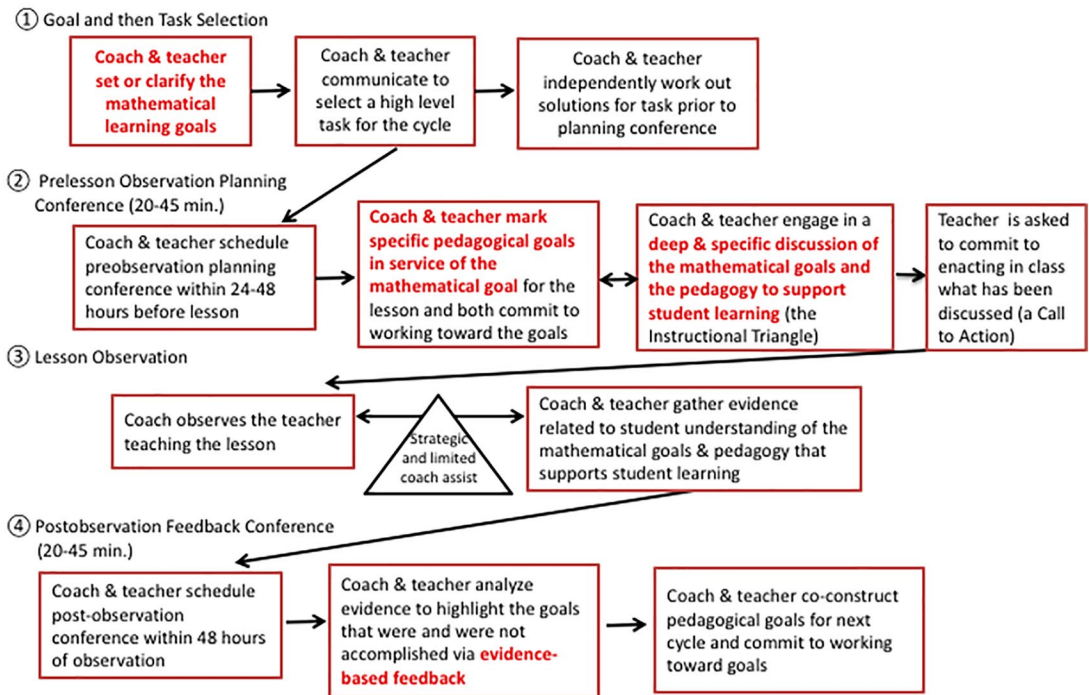 ① Goal and then Task Selection
Coach & teacher
set or clarify the
mathematical
learning goals
Coach & teacher
communicate to
select a high level
task for the cycle
Coach & teacher
independently work out
solutions for task prior to
planning conference
② Prelesson Observation Planning
Conference (20-45 min.)
Coach & teacher schedule
preobservation planning
conference within 24-48
hours before lesson
Coach & teacher mark
specific pedagogical goals
in service of the
mathematical goal for the
lesson and both commit to
working toward the goals
Coach & teacher engage in a
deep & specific discussion of
the mathematical goals and
the pedagogy to support
student learning (the
Instructional Triangle)
Teacher is asked
to commit to
enacting in class
what has been
discussed (a Call
to Action)
③ Lesson Observation
Coach observes the teacher
teaching the lesson
Strategic
and limited
coach assist
Coach & teacher gather evidence
related to student understanding of the
mathematical goals & pedagogy that
supports student learning
④ Postobservation Feedback Conference
(20-45 min.)
Coach & teacher schedule
post-observation
conference within 48 hours
of observation
Coach & teacher analyze
evidence to highlight the goals
that were and were not
accomplished via evidence-
based feedback
Coach & teacher co-construct
pedagogical goals for next
cycle and commit to working
toward goals